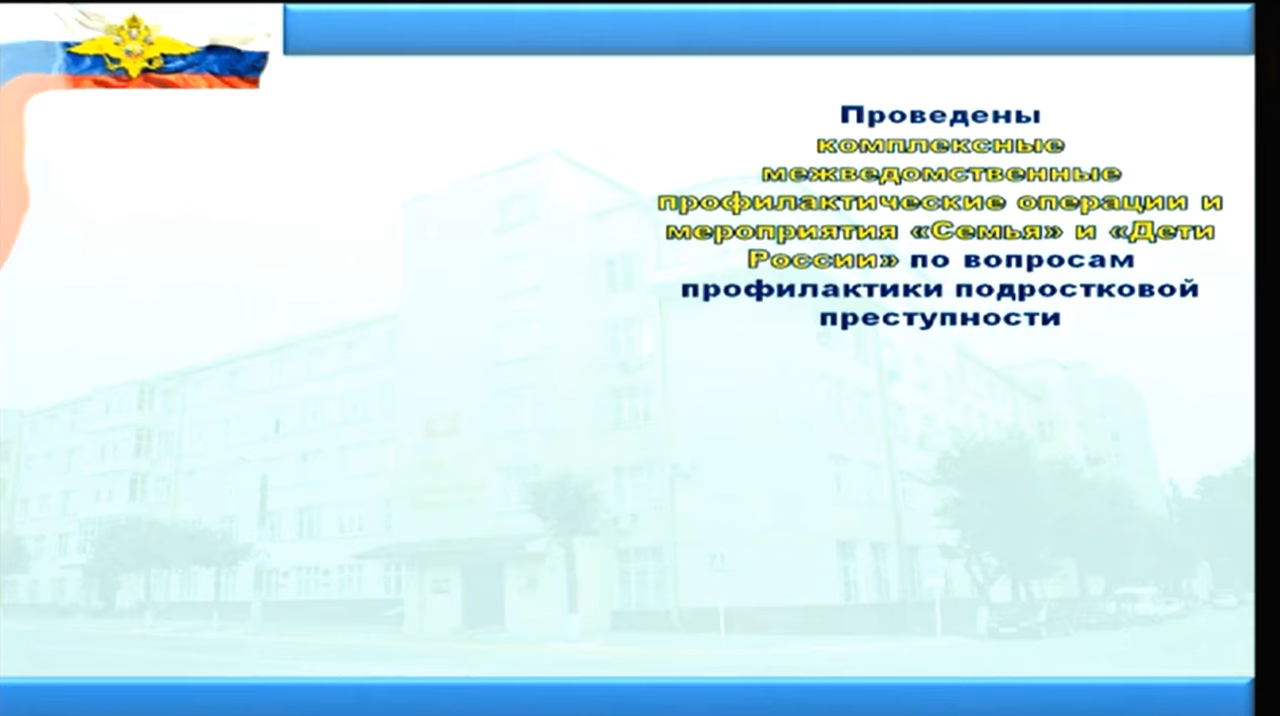 Проведены
комплексные
межведомственные
профилактические операции и
мероприятия «Семья» и «Дети
России» по вопросам
профилактики подростковой
преступности